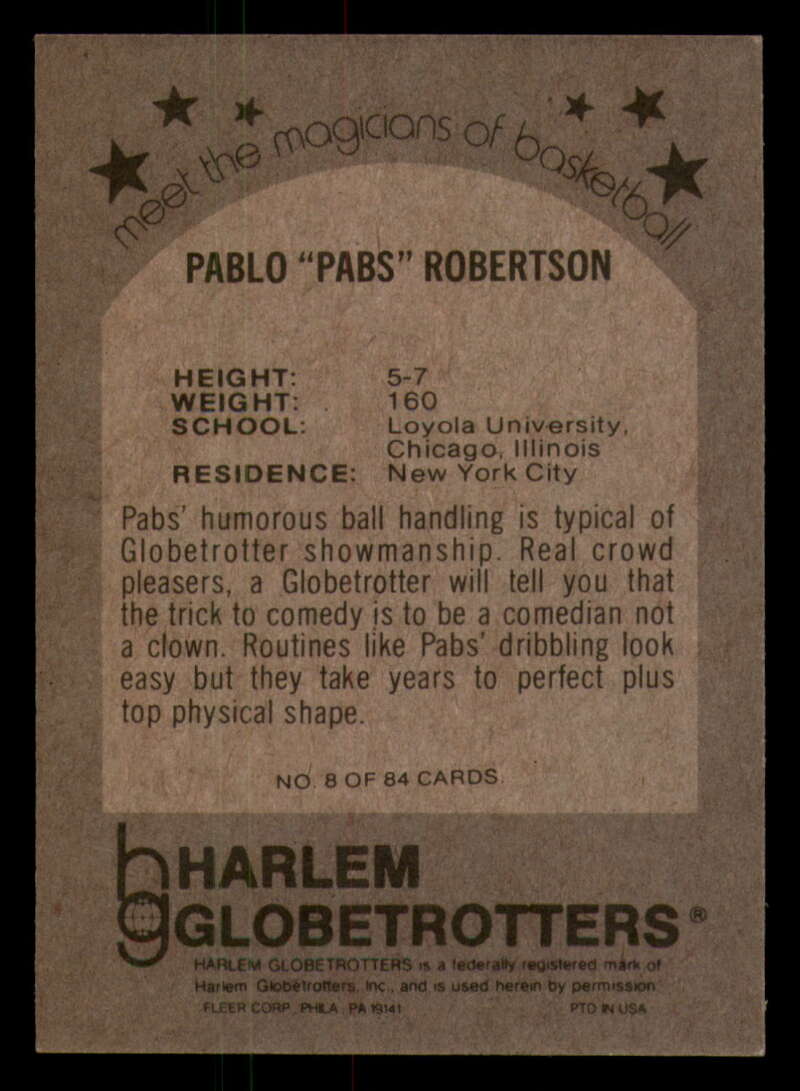 meet the magicians of basketball
PABLO “PABS” ROBERTSON
HEIGHT: 5-7
WEIGHT: 160
SCHOOL: Loyola University,
Chicago, Illinois
RESIDENCE: New York City
Pabs’ humorous ball handling is typical of
Globetrotter showmanship. Real crowd
pleasers, a Globetrotter will tell you that
the trick to comedy is to be a comedian not
a clown. Routines like Pabs’ dribbling look
easy but they take years to perfect plus
top physical shape.
NO. 8 OF 84 CARDS
hg HARLEM
GLOBETROTTERS®
HARLEM GLOBETROTTERS is a federally registered mark of
Harlem Globetrotters, Inc., and is used herein by permission
FLEER CORP., PHILA., PA 19141 PTD IN USA